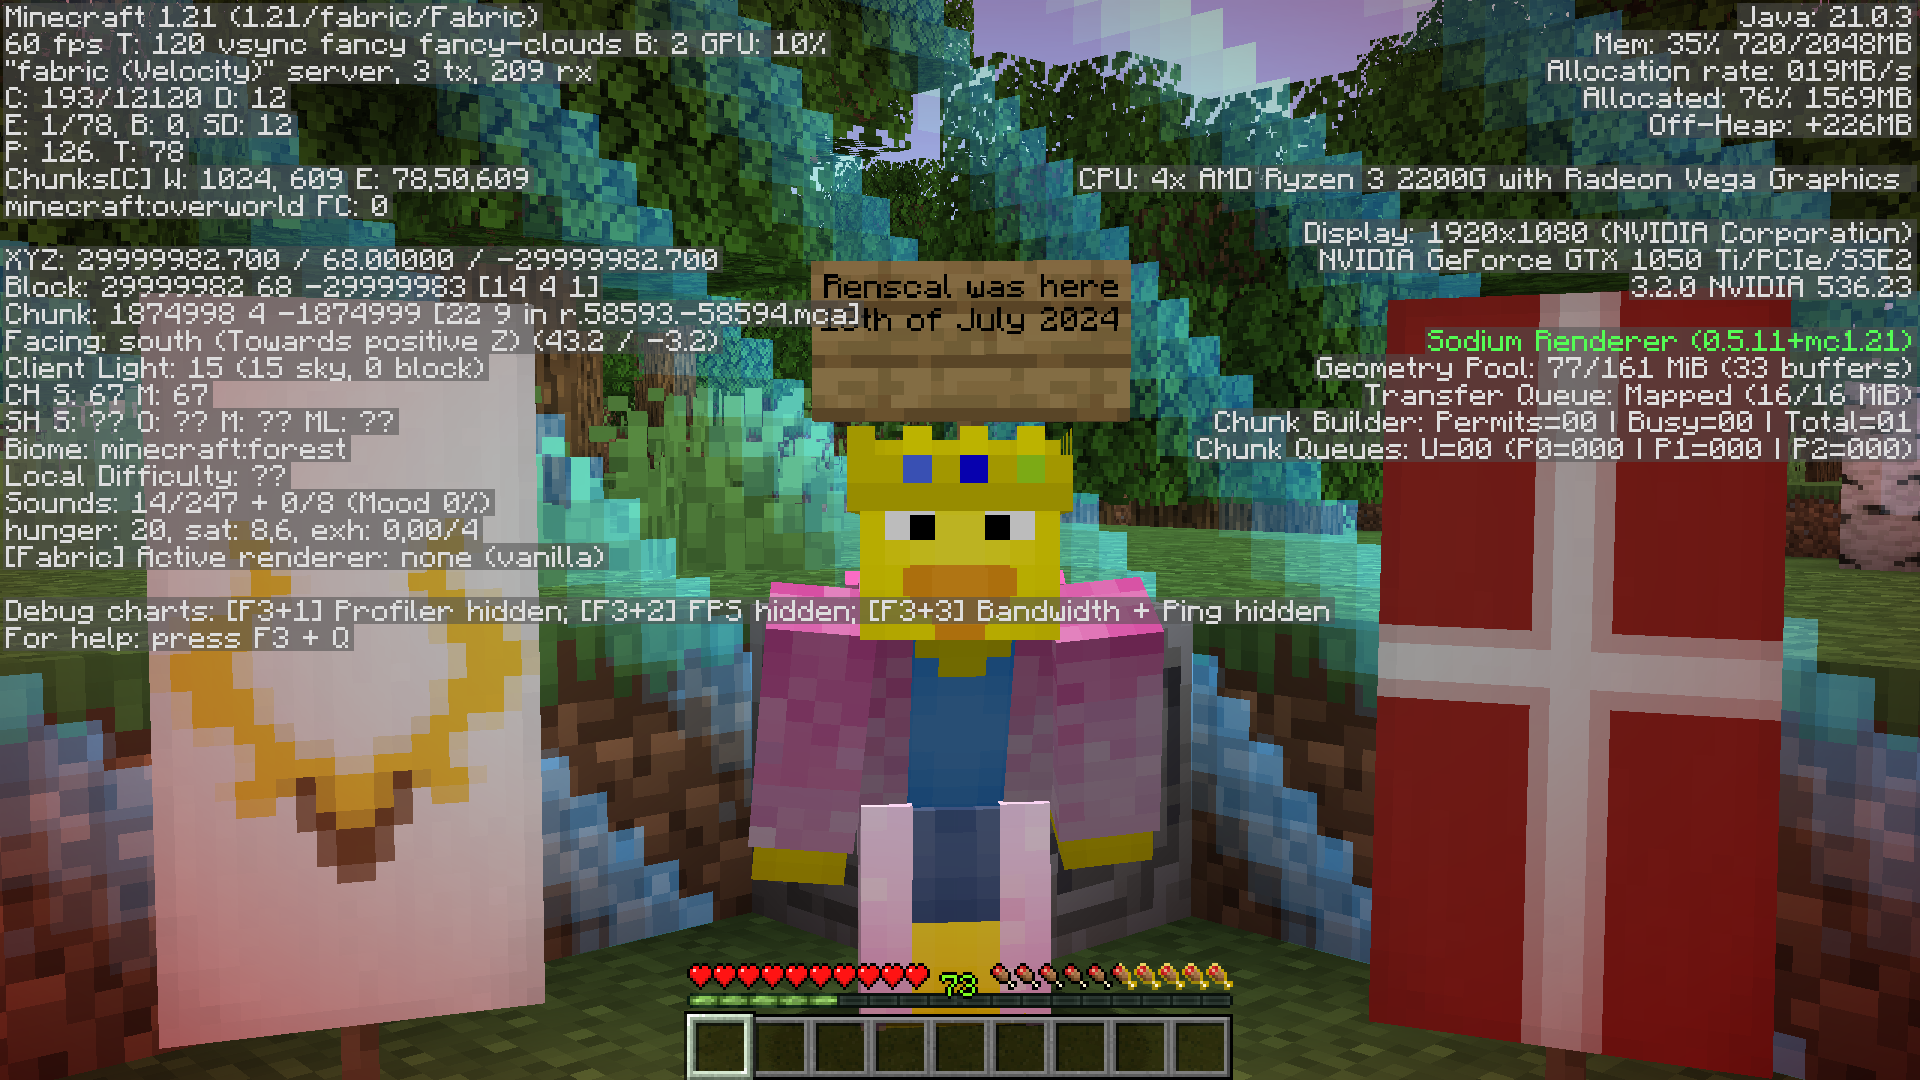 Minecraft 1.21 (1.21/fabric/Fabric)
60 fps T: 120 vsync fancy fancy-clouds B: 2 GPU: 10%
"fabric (Velocity)" server, 3 tx, 209 rx
C: 193/12120 D: 12
E: 1/78, B: 0, SD: 12
P: 126. T: 78
Chunks[C] W: 1024, 609 E: 78,50,609
minecraft:overworld FC: 0
XYZ: 29999982.700 / 68.00000 / -29999982.700
Block: 29999982 68 -29999983 [14 4 1]
Chunk: 1874998 4 -1874999 [22 9 in r.58593.-58594.mca]
Facing: south (Towards positive Z) (43.2 / -3.2)
Client Light: 15 (15 sky, 0 block)
CH S: 67 M: 67
SH S: ?? O: ?? M: ?? ML: ??
Biome: minecraft:forest
Local Difficulty: ??
Sounds: 14/247 + 0/8 (Mood 0%)
hunger: 20, sat: 8,6, exh: 0,00/4
[Fabric] Active renderer: none (vanilla)
Debug charts: [F3+1] Profiler hidden; [F3+2] FPS hidden; [F3+3] Bandwidth + Ping hidden
For help: press F3 + Q
Java: 21.0.3
Mem: 35% 720/2048MB
Allocation rate: 019MB/s
Allocated: 76% 1569MB
Off-Heap: +226MB
CPU: 4x AMD Ryzen 3 2200G with Radeon Vega Graphics
Display: 1920x1080 (NVIDIA Corporation)
NVIDIA GeForce GTX 1050 Ti/PCIe/SSE2
3.2.0 NVIDIA 536.23
Sodium Renderer (0.5.11+mc1.21)
Geometry Pool: 77/161 MiB (33 buffers)
Transfer Queue: Mapped (16/16 MiB)
Chunk Builder: Permits=00 | Busy=00 | Total=01
Chunk Queues: U=00 (P0=000 | P1=000 | P2=000)
Renscal was here
of July 2024
73